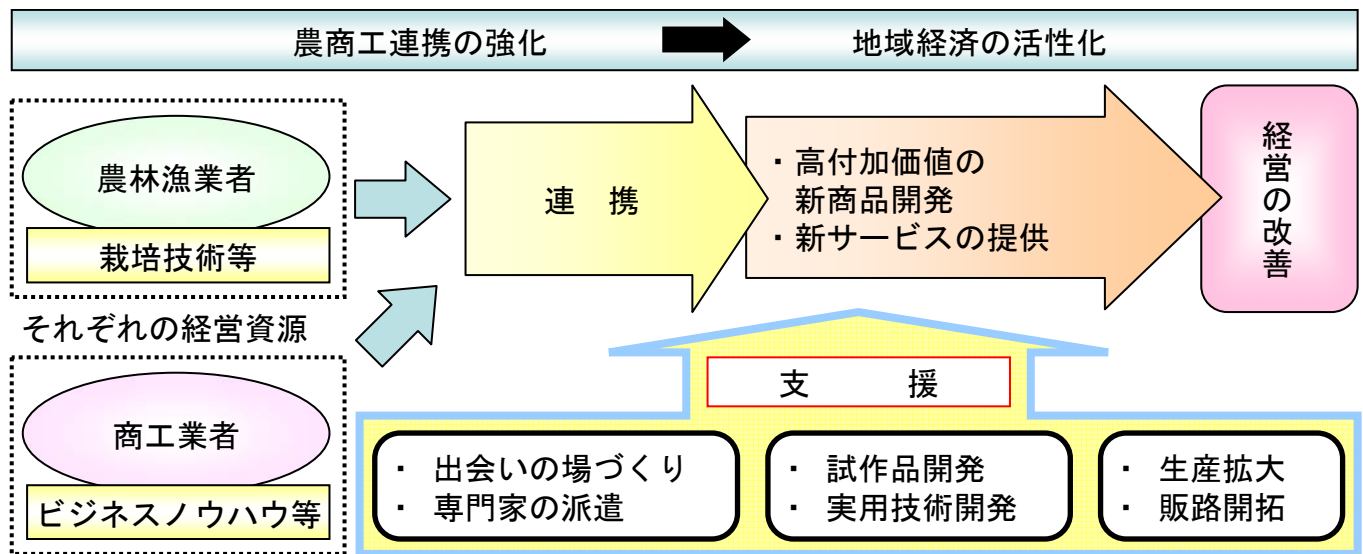 農商工連携の強化
地域経済の活性化
農林漁業者
栽培技術等
それぞれの経営資源
商工業者
ビジネスノウハウ等
連 携
・高付加価値の
新商品開発
・新サービスの提供
経営の改善
支 援
・ 出会いの場づくり
・ 専門家の派遣
・ 試作品開発
・ 実用技術開発
・ 生産拡大
・ 販路開拓